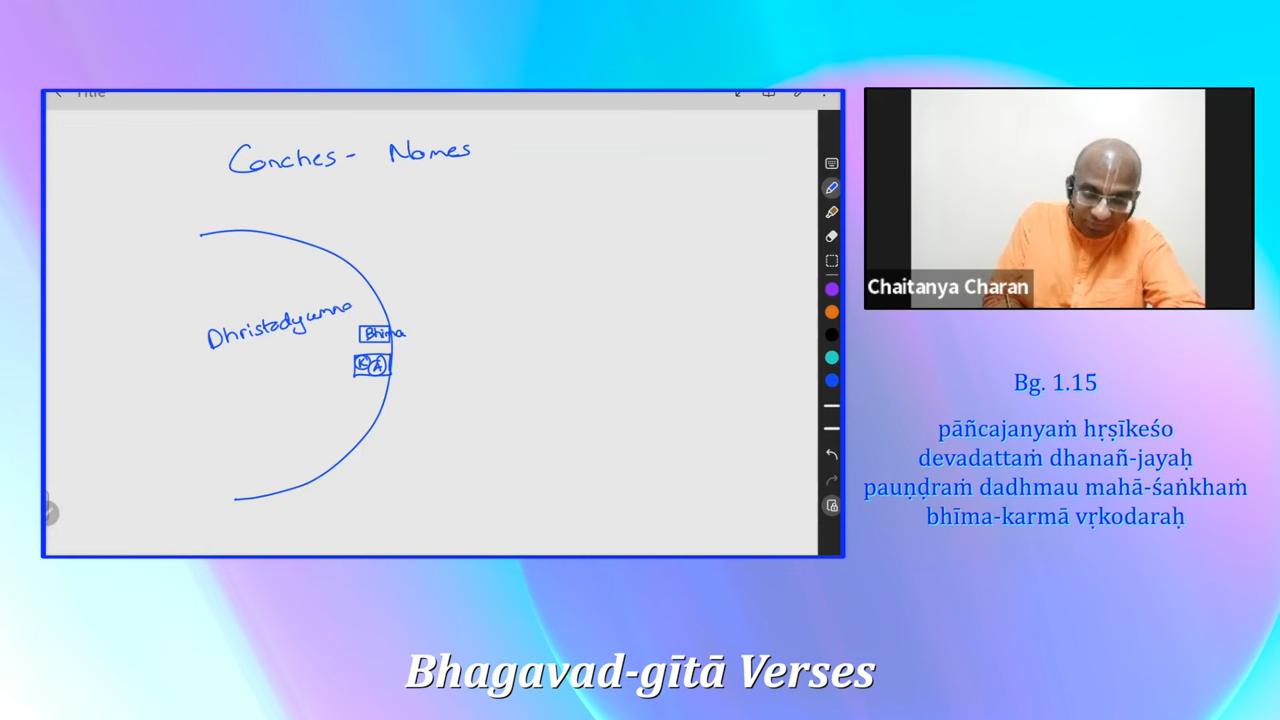 Title
Conches - Names
Dhristadyumna
Bhima
K A
Chaitanya Charan
Bg. 1.15
pāñcajanyaṁ hṛṣīkeśo
devadattaṁ dhanañ-jayaḥ
pauṇḍraṁ dadhmau mahā-śaṅkhaṁ
bhīma-karmā vṛkodaraḥ
Bhagavad-gītā Verses